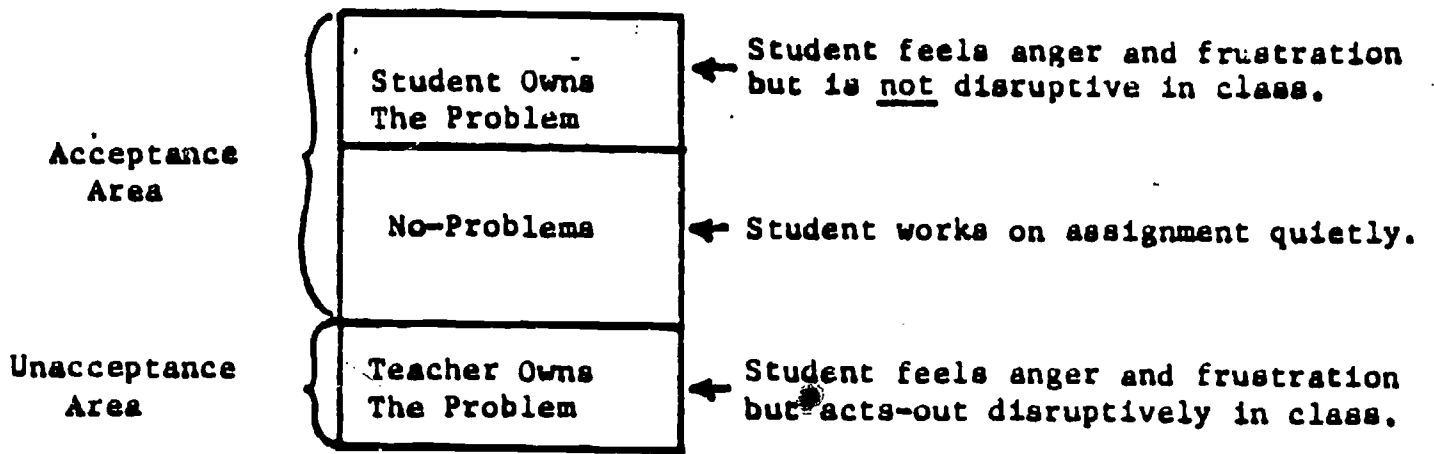 Acceptance
Area
Unacceptance
Area
Student Owns
The Problem
No-Problems
Teacher Owns
The Problem
Student feels anger and frustration
but is not disruptive in class.
Student works on assignment quietly.
Student feels anger and frustration
but acts-out disruptively in class.